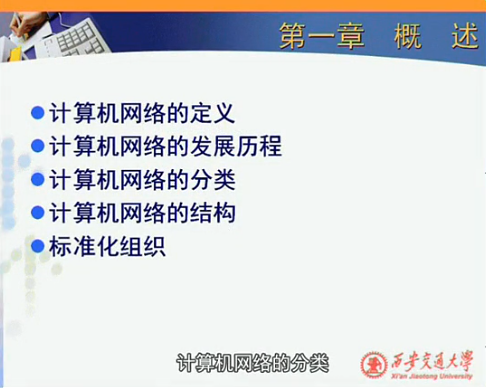 第一章 概 述
计算机网络的定义
计算机网络的发展历程
计算机网络的分类
计算机网络的结构
标准化组织
计算机网络的分类
西安交通大学
Xi'an Jiaotong University